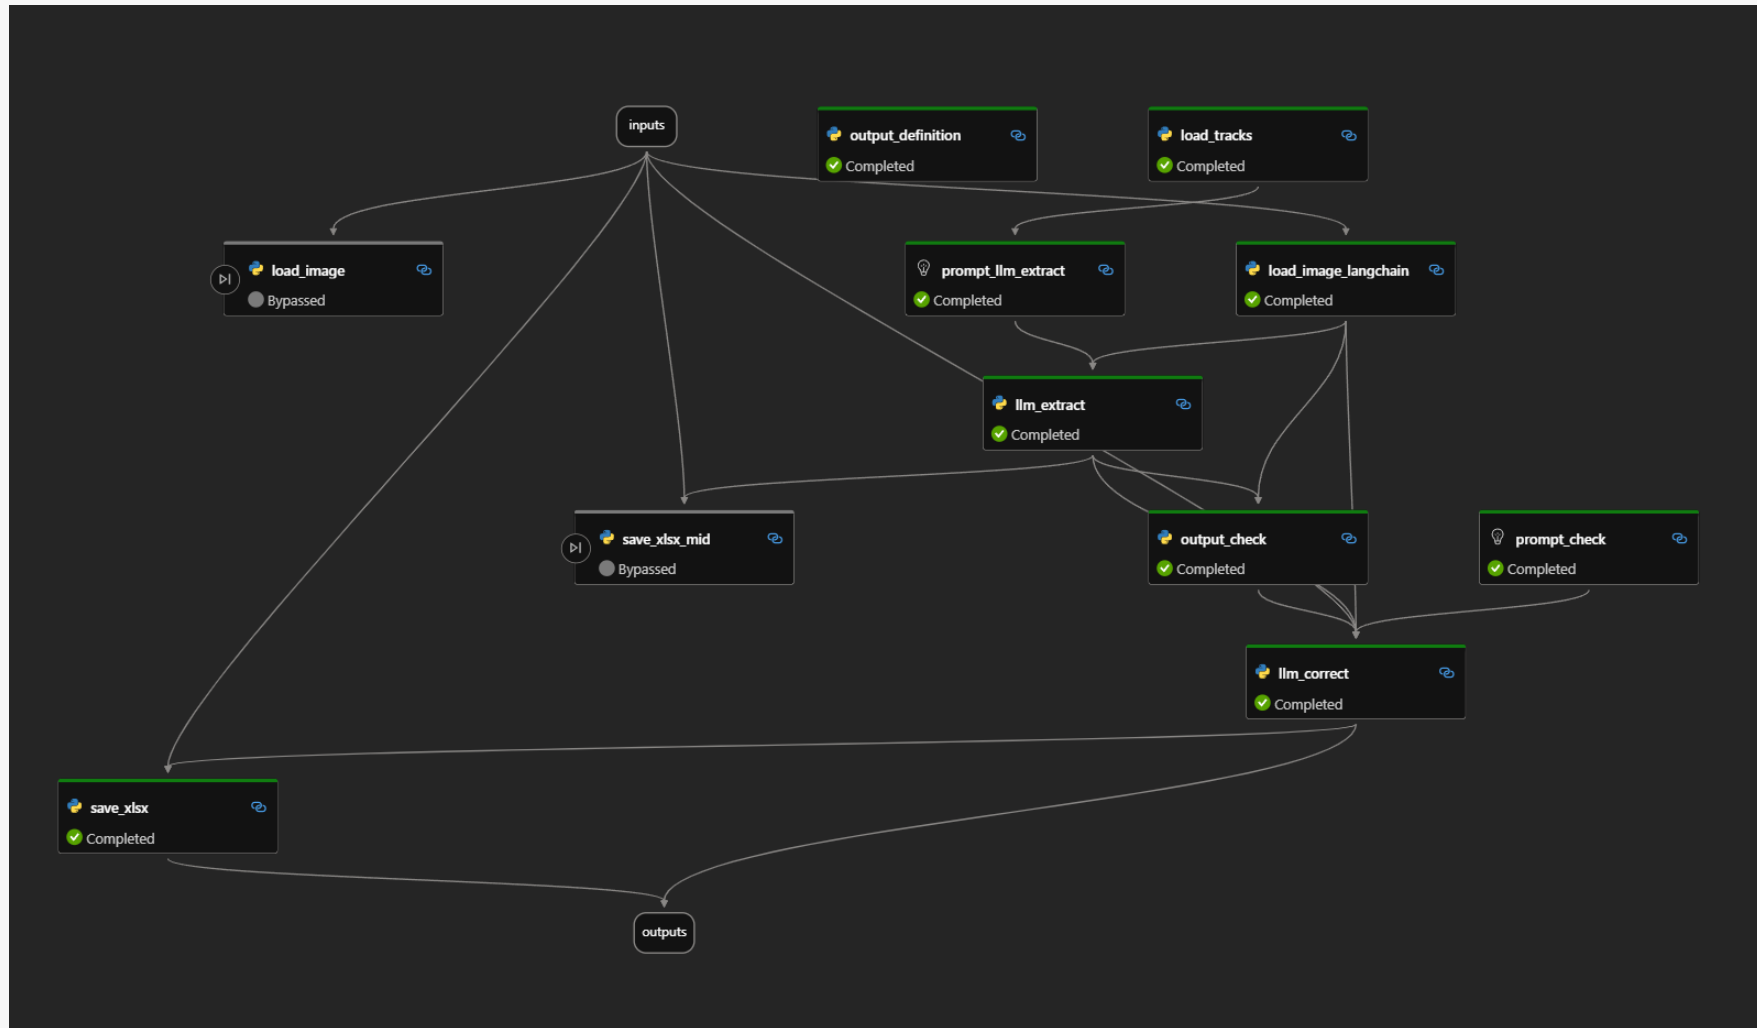 inputs
output_definition
Completed
load_tracks
Completed
load_image
Bypassed
prompt_llm_extract
Completed
load_image_langchain
Completed
llm_extract
Completed
save_xlsx_mid
Bypassed
output_check
Completed
prompt_check
Completed
llm_correct
Completed
save_xlsx
Completed
outputs